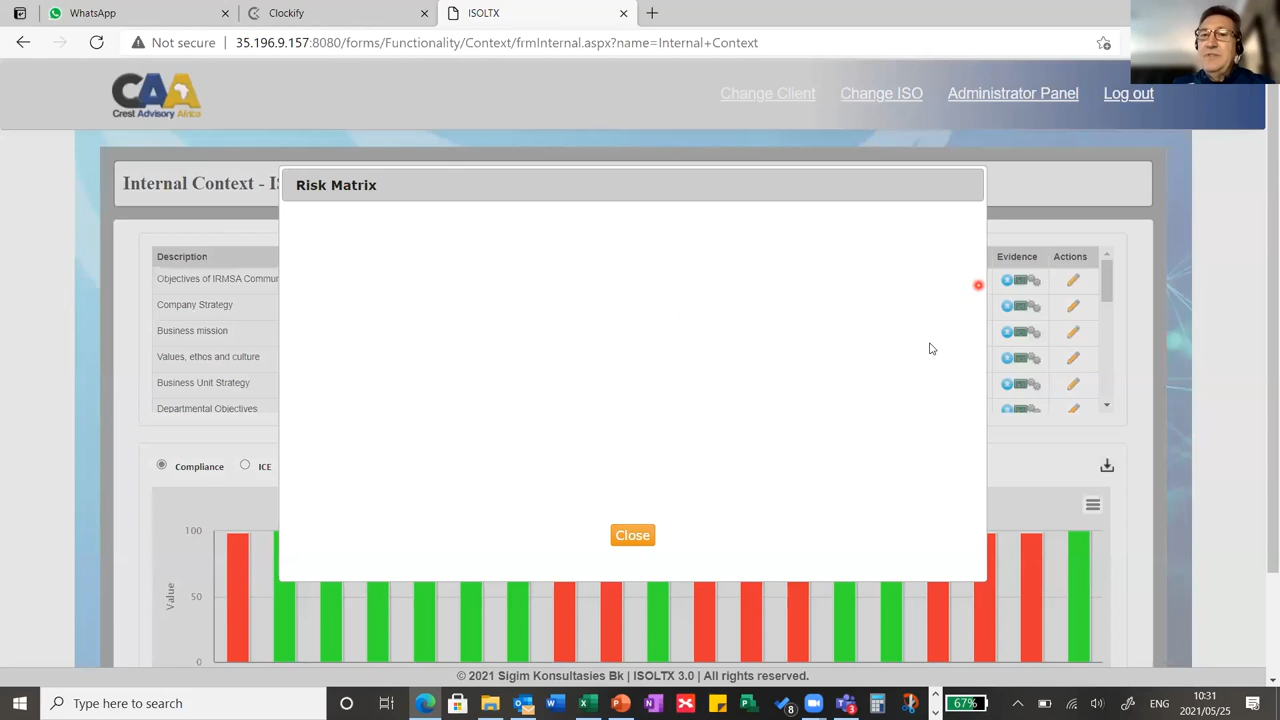 WhatsApp
Clockify
ISOLTX
Not secure
35.196.9.157:8080/forms/Functionality/Context/frmInternal.aspx?name=Internal+Context
CAA
Crest Advisory Africa
Change Client
Change ISO
Administrator Panel
Log out
Internal Context - IS
Risk Matrix
Description
Evidence
Actions
Objectives of IRMSA Commun
Company Strategy
Business mission
Values, ethos and culture
Business Unit Strategy
Departmental Objectives
Compliance
ICE
Close
100
50
0
Value
© 2021 Sigim Konsultasies Bk | ISOLTX 3.0 | All rights reserved.
Type here to search
8
3
67%
ENG
10:31
2021/05/25